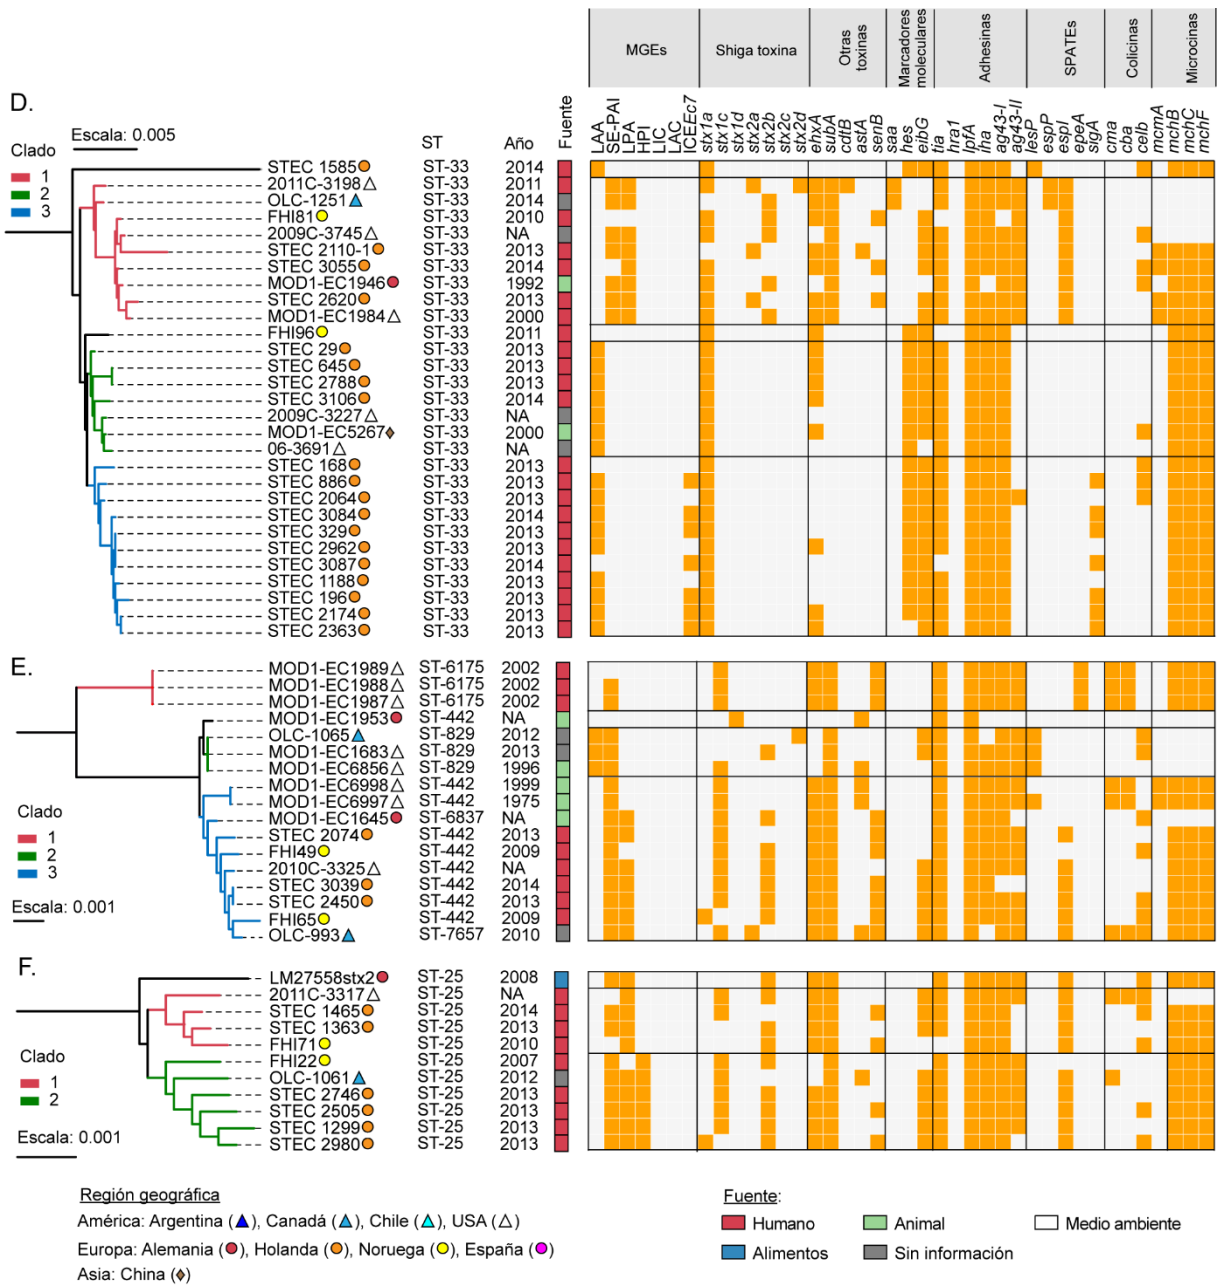 MGEs
Shiga toxina
Otras toxinas
Marcadores moleculares
Adhesinas
SPATEs
Colicinas
Microcinas
LAA
SE-PAI
LPA
HPI
LIC
LAC
ICEEc7
stx1a
stx1c
stx1d
stx2a
stx2b
stx2c
stx2d
ehxA
subA
cdtB
astA
senB
saa
hes
eibG
tia
hra1
lpfA
iha
ag43-I
ag43-II
lesP
espP
espI
epeA
sigA
cma
cba
celb
mcmA
mchB
mchC
mchF
D.
Escala: 0.005
Clado
1
2
3
ST
Año
Fuente
STEC 1585 ST-33 2014
2011C-3198 ST-33 2011
OLC-1251 ST-33 2014
FHI81 ST-33 2010
2009C-3745 ST-33 NA
STEC 2110-1 ST-33 2013
STEC 3055 ST-33 2014
MOD1-EC1946 ST-33 1992
STEC 2620 ST-33 2013
MOD1-EC1984 ST-33 2000
FHI96 ST-33 2011
STEC 29 ST-33 2013
STEC 645 ST-33 2013
STEC 2788 ST-33 2013
STEC 3106 ST-33 2014
2009C-3227 ST-33 NA
MOD1-EC5267 ST-33 2000
06-3691 ST-33 NA
STEC 168 ST-33 2013
STEC 886 ST-33 2013
STEC 2064 ST-33 2013
STEC 3084 ST-33 2014
STEC 329 ST-33 2013
STEC 2962 ST-33 2013
STEC 3087 ST-33 2014
STEC 1188 ST-33 2013
STEC 196 ST-33 2013
STEC 2174 ST-33 2013
STEC 2363 ST-33 2013
E.
MOD1-EC1989 ST-6175 2002
MOD1-EC1988 ST-6175 2002
MOD1-EC1987 ST-6175 2002
MOD1-EC1953 ST-442 NA
OLC-1065 ST-829 2012
MOD1-EC1683 ST-829 2013
MOD1-EC6856 ST-829 1996
MOD1-EC6998 ST-442 1999
MOD1-EC6997 ST-442 1975
MOD1-EC1645 ST-6837 NA
STEC 2074 ST-442 2013
FHI49 ST-442 2009
2010C-3325 ST-442 NA
STEC 3039 ST-442 2014
STEC 2450 ST-442 2013
FHI65 ST-442 2009
OLC-993 ST-7657 2010
Clado
1
2
3
Escala: 0.001
F.
LM27558stx2 ST-25 2008
2011C-3317 ST-25 NA
STEC 1465 ST-25 2014
STEC 1363 ST-25 2013
FHI71 ST-25 2010
FHI22 ST-25 2007
OLC-1061 ST-25 2012
STEC 2746 ST-25 2013
STEC 2505 ST-25 2013
STEC 1299 ST-25 2013
STEC 2980 ST-25 2013
Clado
1
2
Escala: 0.001
Región geográfica
América: Argentina (▲), Canadá (▲), Chile (▲), USA (△)
Europa: Alemania (●), Holanda (●), Noruega (●), España (●)
Asia: China (♦)
Fuente:
Humano
Animal
Medio ambiente
Alimentos
Sin información